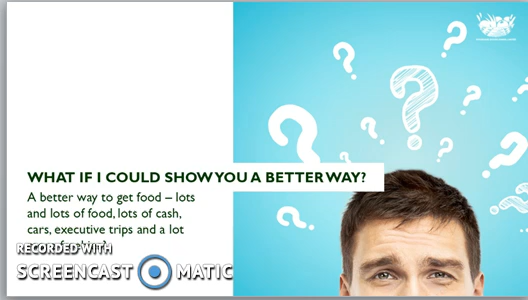 WHAT IF I COULD SHOW YOU A BETTER WAY?
A better way to get food – lots
and lots of food, lots of cash,
cars, executive trips and a lot
RECORDED WITH
SCREENCAST MATIC